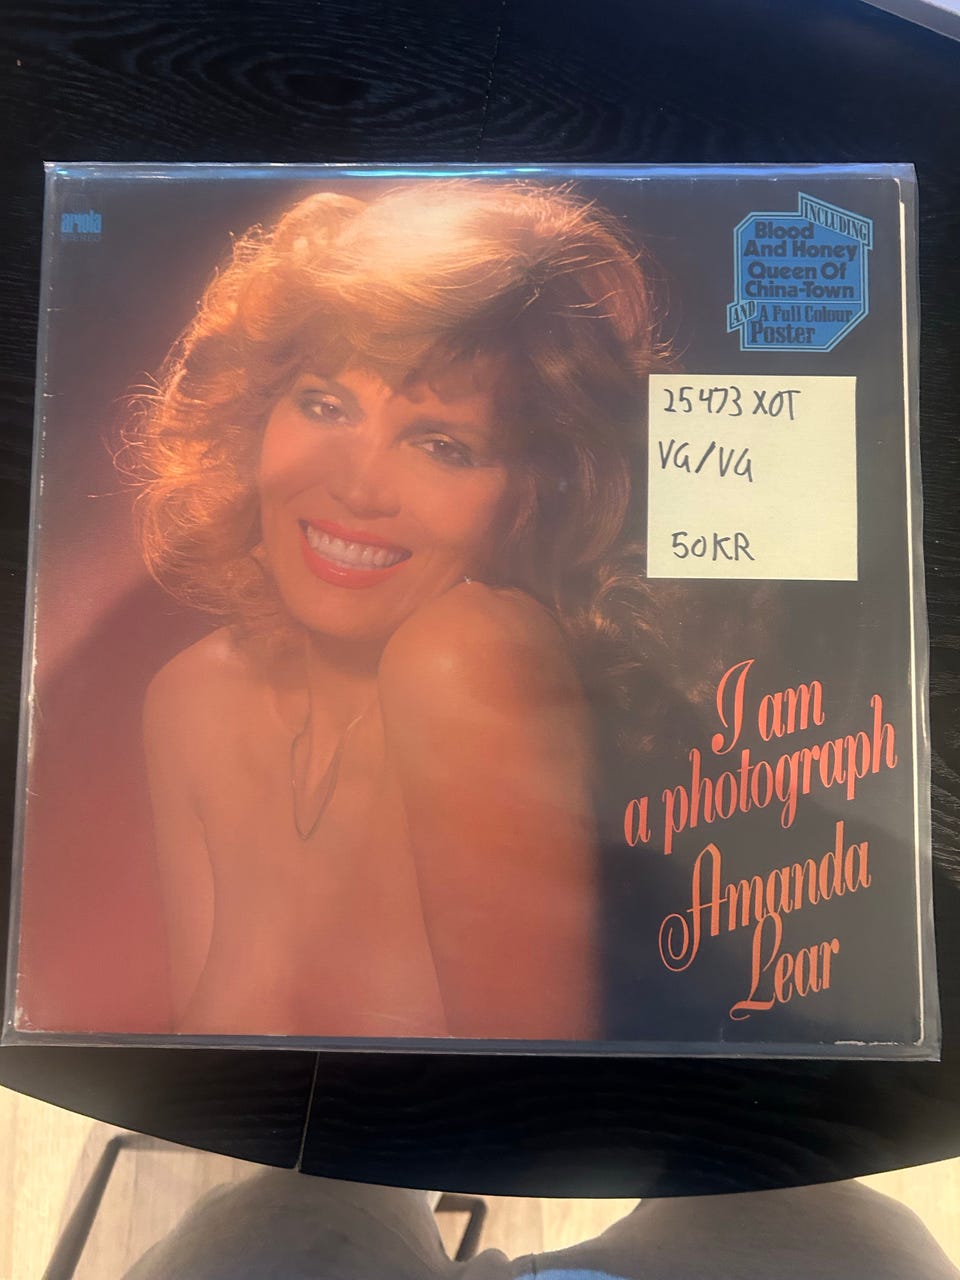 ariola
STEREO
INCLUDING
Blood
And Honey
Queen Of
China-Town
AND A Full Colour
Poster
25473 XOT
VG/VG
50KR
I am
a photograph
Amanda
Lear